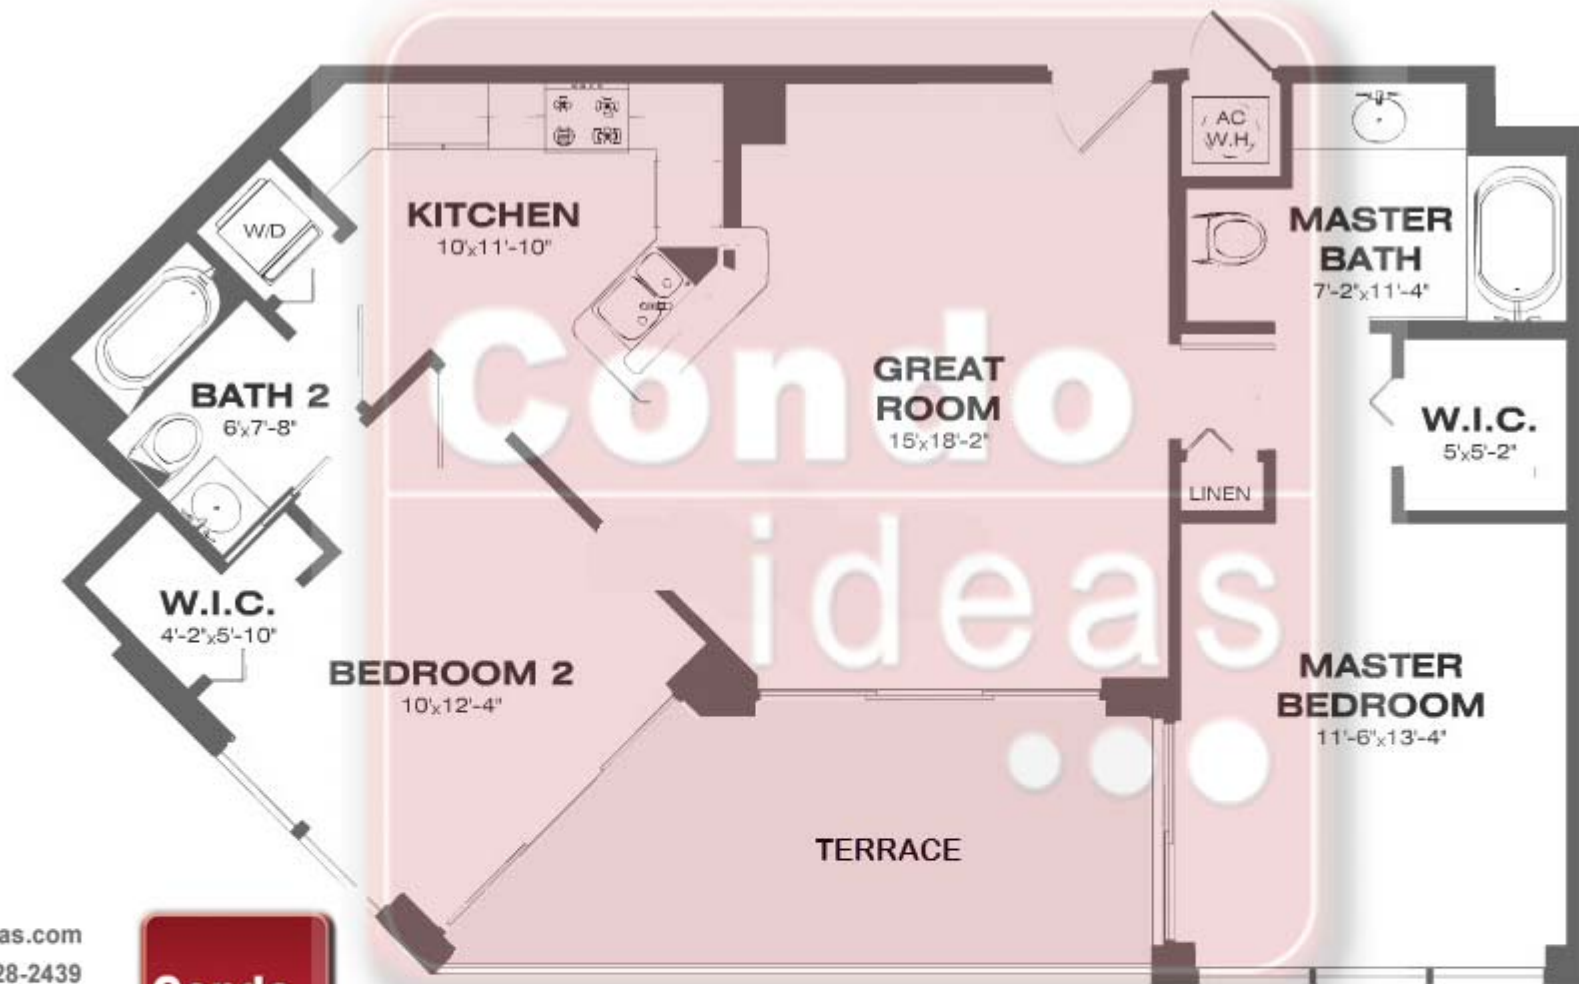 AC
W.H.
W/D
KITCHEN
10'x11'-10"
MASTER
BATH
7'-2"x11'-4"
Condo
ideas
BATH 2
6'x7'-8"
GREAT
ROOM
15'x18'-2"
W.I.C.
5'x5'-2"
LINEN
W.I.C.
4'-2"x5'-10"
BEDROOM 2
10'x12'-4"
MASTER
BEDROOM
11'-6"x13'-4"
TERRACE
as.com
28-2439
Condo